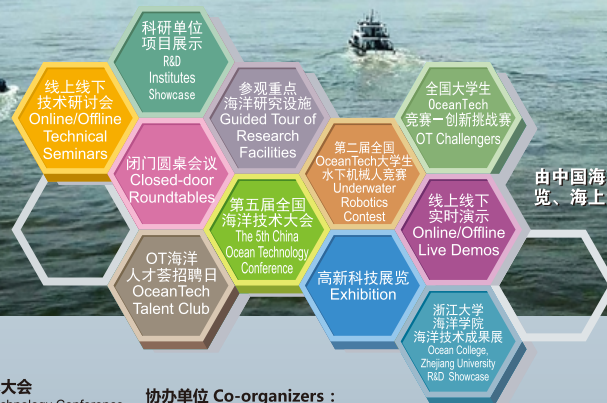 科研单位
项目展示
R&D
Institutes
Showcase
线上线下
技术研讨会
Online/Offline
Technical
Seminars
参观重点
海洋研究设施
Guided Tour of
Research
Facilities
全国大学生
OceanTech
竞赛—创新挑战赛
OT Challengers
闭门圆桌会议
Closed-door
Roundtables
第二届全国
OceanTech大学生
水下机械人竞赛
Underwater
Robotics
Contest
第五届全国
海洋技术大会
The 5th China
Ocean Technology
Conference
线上线下
实时演示
Online/Offline
Live Demos
由中国海
览、海上
OT海洋
人才荟招聘日
OceanTech
Talent Club
高新科技展览
Exhibition
浙江大学
海洋学院
海洋技术成果展
Ocean College,
Zhejiang University
R&D Showcase
大会
协办单位 Co-organizers：